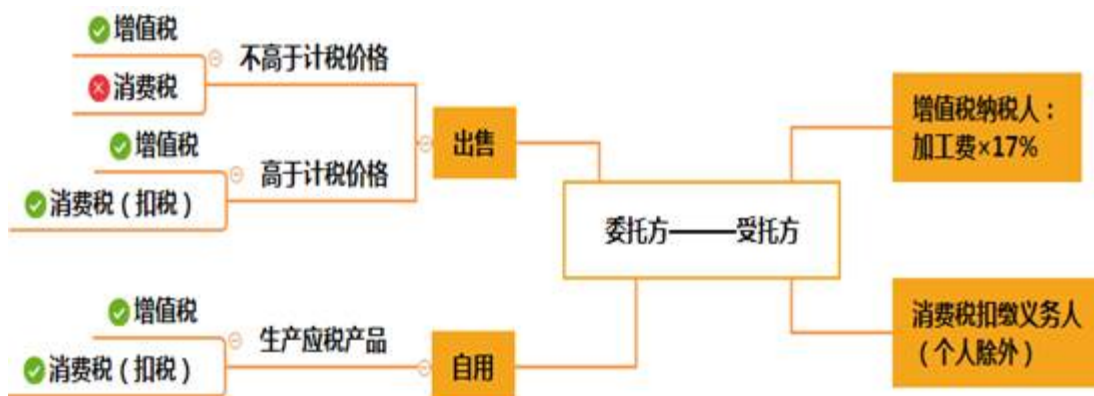 增值税
不高于计税价格
消费税
增值税
高于计税价格
消费税（扣税）
出售
增值税
生产应税产品
消费税（扣税）
自用
委托方——受托方
增值税纳税人：
加工费×17%
消费税扣缴义务人
（个人除外）